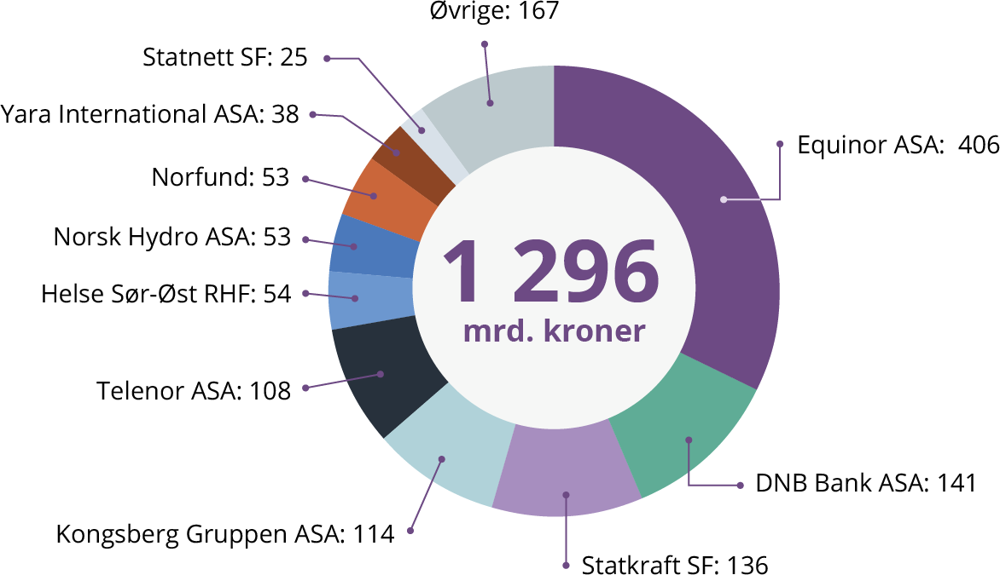 Øvrige: 167
Statnett SF: 25
Yara International ASA: 38
Equinor ASA:  406
Norfund: 53
Norsk Hydro ASA: 53
Helse Sør-Øst RHF: 54
1 296
mrd. kroner
Telenor ASA: 108
DNB Bank ASA: 141
Kongsberg Gruppen ASA: 114
Statkraft SF: 136